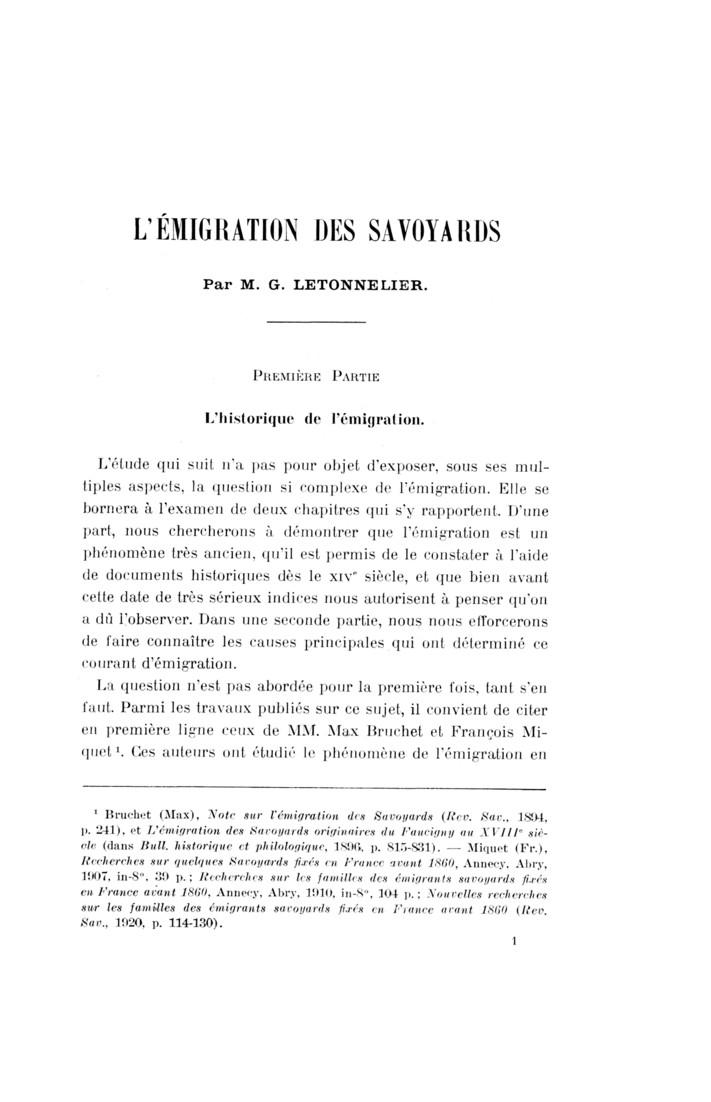 L'ÉMIGRATION DES SAVOYARDS
Par M. G. LETONNELIER.
PREMIÈRE PARTIE
L'historique de l'émigration.
L'étude qui suit n'a pas pour objet d'exposer, sous ses mul-
tiples aspects, la question si complexe de l'émigration. Elle se
bornera à l'examen de deux chapitres qui s'y rapportent. D'une
part, nous chercherons à démontrer que l'émigration est un
phénomène très ancien, qu'il est permis de le constater à l'aide
de documents historiques dès le XIVe siècle, et que bien avant
cette date de très sérieux indices nous autorisent à penser qu'on
a dû l'observer. Dans une seconde partie, nous nous efforcerons
de faire connaître les causes principales qui ont déterminé ce
courant d'émigration.
La question n'est pas abordée pour la première fois, tant s'en
faut. Parmi les travaux publiés sur ce sujet, il convient de citer
en première ligne ceux de MM. Max Bruchet et François Mi-
quet ¹. Ces auteurs ont étudié le phénomène de l'émigration en
¹ Bruchet (Max), Note sur l'émigration des Savoyards (Rev. Sav., 1894,
p. 241), et L'émigration des Savoyards originaires du Faucigny au XVIIIe siè-
cle (dans Bull. historique et philologique, 1896, p. 815-831). — Miquet (Fr.),
Recherches sur quelques Savoyards fixés en France avant 1860, Annecy, Abry,
1907, in-8°, 39 p. ; Recherches sur les familles des émigrants savoyards fixés
en France avant 1860, Annecy, Abry, 1910, in-8°, 104 p. ; Nouvelles recherches
sur les familles des émigrants savoyards fixés en France avant 1860 (Rev.
Sav., 1920, p. 114-130).
1